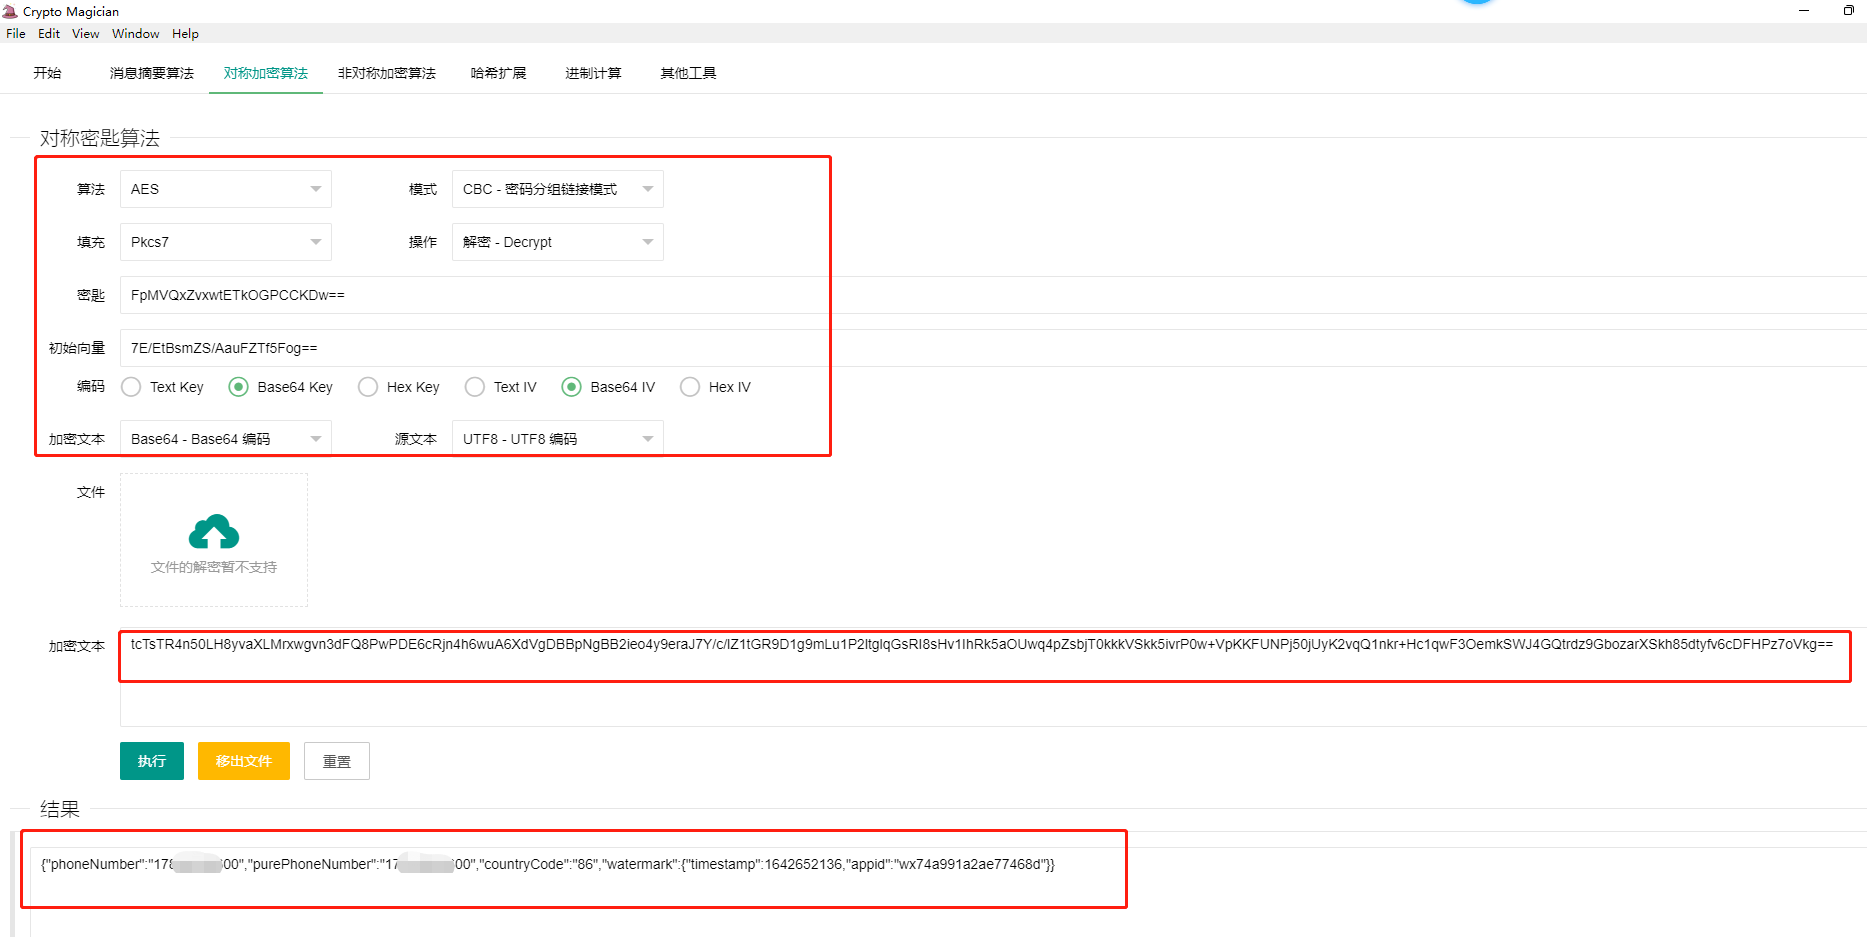 Crypto Magician
File Edit View Window Help
开始 消息摘要算法 对称加密算法 非对称加密算法 哈希扩展 进制计算 其他工具
对称密匙算法
算法 AES 模式 CBC - 密码分组链接模式
填充 Pkcs7 操作 解密 - Decrypt
密匙 FpMVQxZvxwtETkOGPCCKDw==
初始向量 7E/EtBsmZS/AauFZTf5Fog==
编码 Text Key Base64 Key Hex Key Text IV Base64 IV Hex IV
加密文本 Base64 - Base64 编码 源文本 UTF8 - UTF8 编码
文件
文件的解密暂不支持
加密文本 tcTsTR4n50LH8yvaXLMrxwgvn3dFQ8PwPDE6cRjn4h6wuA6XdVgDBBpNgBB2ieo4y9eraJ7Y/c/IZ1tGR9D1g9mLu1P2ltglqGsRI8sHv1IhRk5aOUwq4pZsbjT0kkkVSkk5ivrP0w+VpKKFUNPj50jUyK2vqQ1nkr+Hc1qwF3OemkSWJ4GQtrdz9GbozarXSkh85dtyfv6cDFHPz7oVkg==
执行 移出文件 重置
结果
{"phoneNumber":"178 00","purePhoneNumber":"17 00","countryCode":"86","watermark":{"timestamp":1642652136,"appid":"wx74a991a2ae77468d"}}